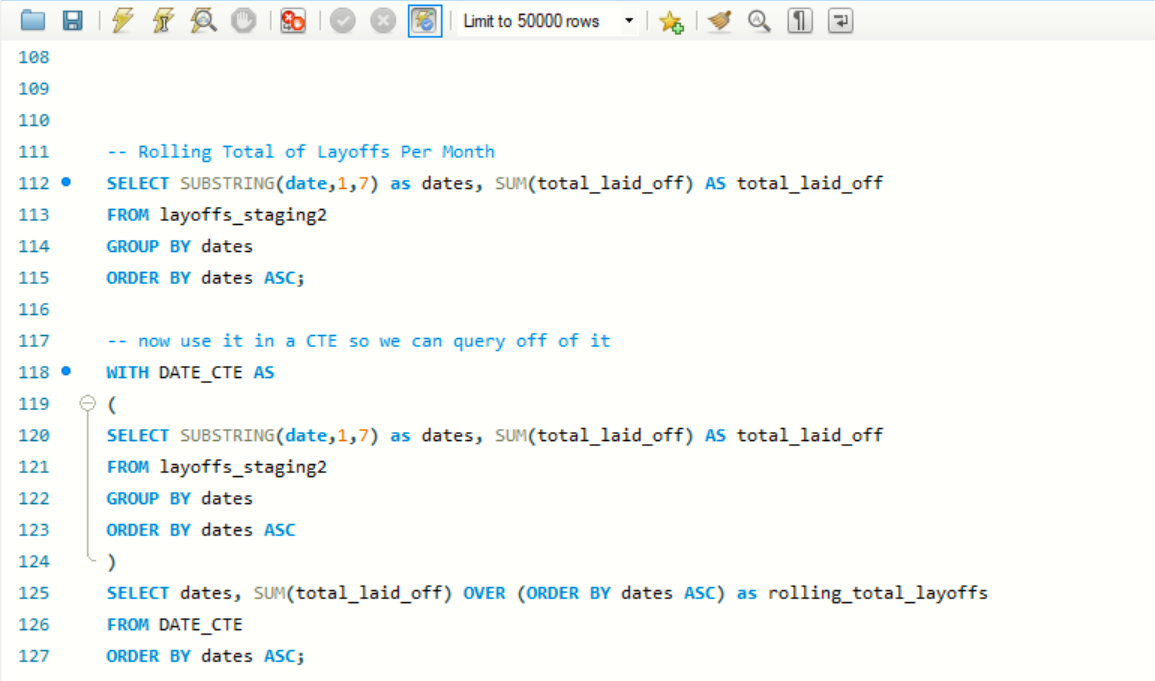 Limit to 50000 rows
108
109
110
111 -- Rolling Total of Layoffs Per Month
112 SELECT SUBSTRING(date,1,7) as dates, SUM(total_laid_off) AS total_laid_off
113 FROM layoffs_staging2
114 GROUP BY dates
115 ORDER BY dates ASC;
116
117 -- now use it in a CTE so we can query off of it
118 WITH DATE_CTE AS
119 (
120 SELECT SUBSTRING(date,1,7) as dates, SUM(total_laid_off) AS total_laid_off
121 FROM layoffs_staging2
122 GROUP BY dates
123 ORDER BY dates ASC
124 )
125 SELECT dates, SUM(total_laid_off) OVER (ORDER BY dates ASC) as rolling_total_layoffs
126 FROM DATE_CTE
127 ORDER BY dates ASC;